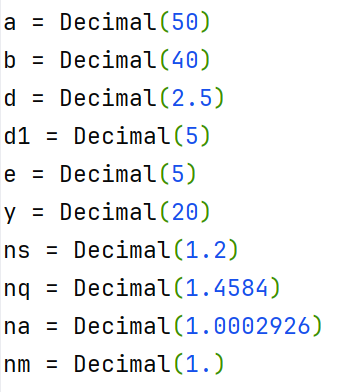 a = Decimal(50)
b = Decimal(40)
d = Decimal(2.5)
d1 = Decimal(5)
e = Decimal(5)
y = Decimal(20)
ns = Decimal(1.2)
nq = Decimal(1.4584)
na = Decimal(1.0002926)
nm = Decimal(1.)